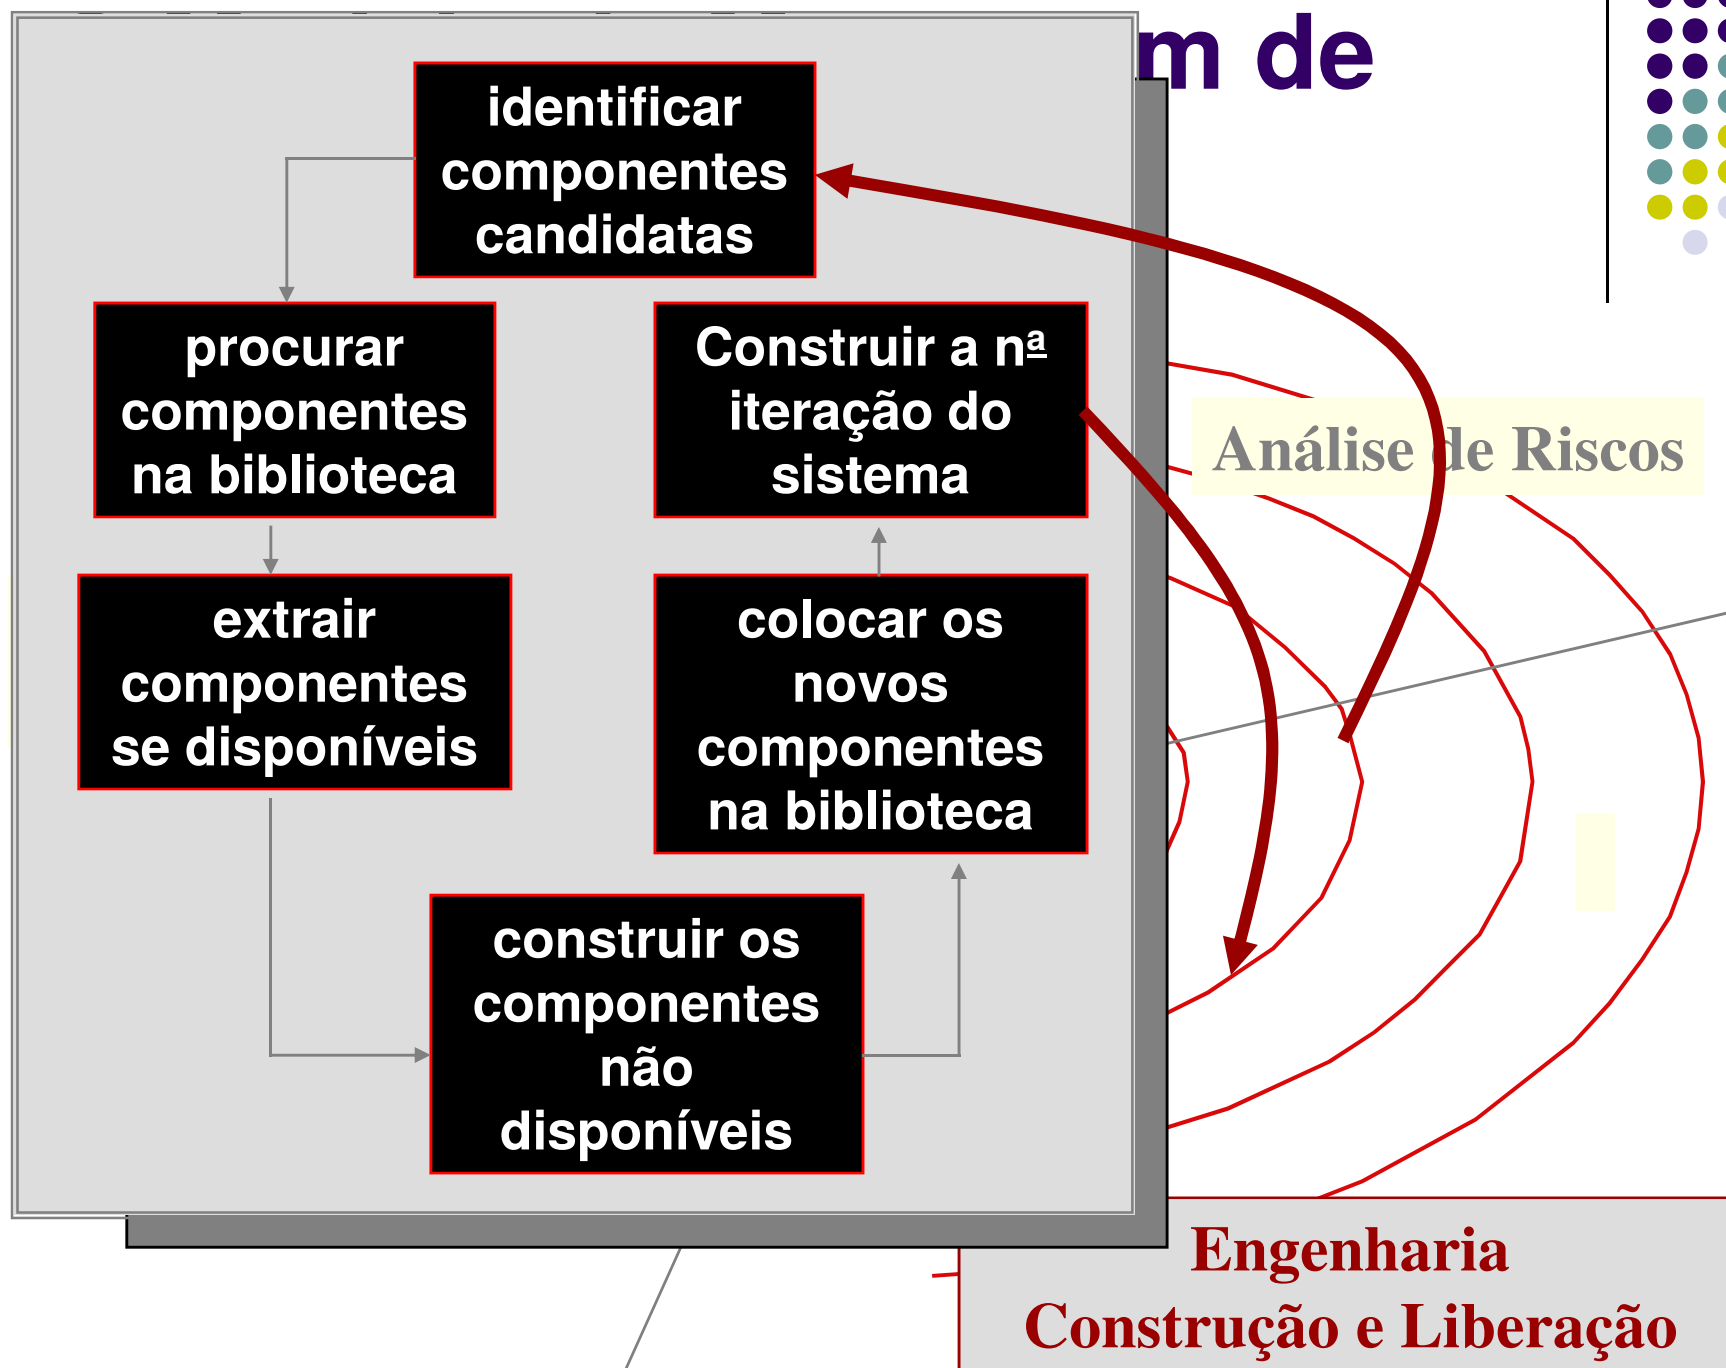 m de
identificar
componentes
candidatas
procurar
componentes
na biblioteca
Construir a nª
iteração do
sistema
Análise de Riscos
extrair
componentes
se disponíveis
colocar os
novos
componentes
na biblioteca
construir os
componentes
não
disponíveis
Engenharia
Construção e Liberação